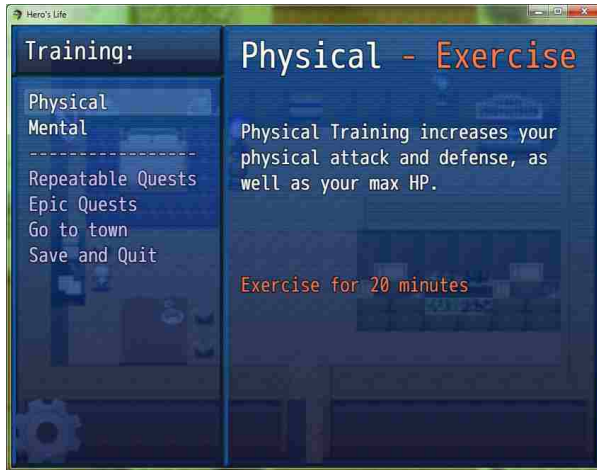 Hero's Life
Training:
Physical
Mental
------------------
Repeatable Quests
Epic Quests
Go to town
Save and Quit
Physical - Exercise
Physical Training increases your
physical attack and defense, as
well as your max HP.
Exercise for 20 minutes